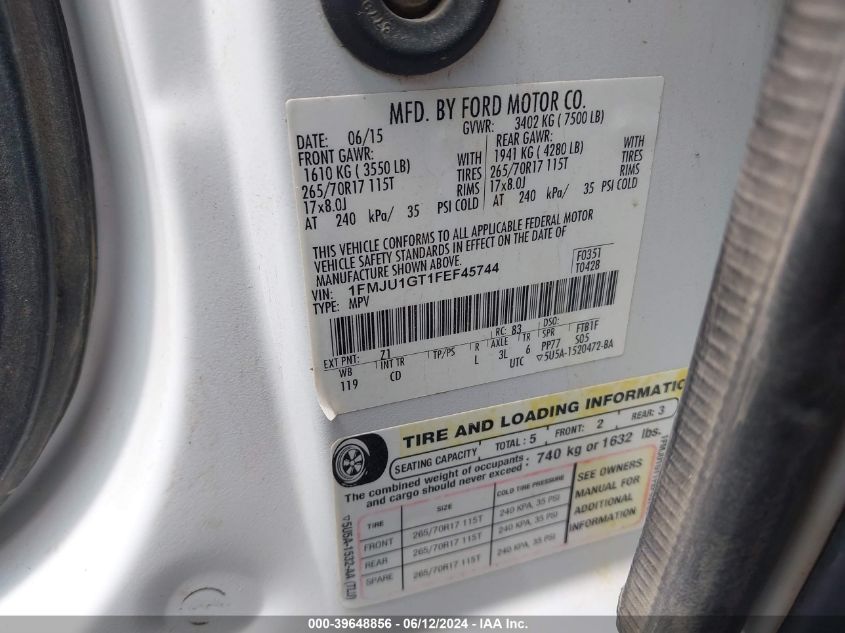 MFD. BY FORD MOTOR CO.
DATE: 06/15 GVWR: 3402 KG ( 7500 LB)
FRONT GAWR: REAR GAWR:
1610 KG ( 3550 LB) WITH 1941 KG ( 4280 LB) WITH
265/70R17 115T TIRES 265/70R17 115T TIRES
17x8.0J RIMS 17x8.0J RIMS
AT 240 kPa/ 35 PSI COLD AT 240 kPa/ 35 PSI COLD
THIS VEHICLE CONFORMS TO ALL APPLICABLE FEDERAL MOTOR
VEHICLE SAFETY STANDARDS IN EFFECT ON THE DATE OF
MANUFACTURE SHOWN ABOVE.
VIN: 1FMJU1GT1FEF45744 F0351
TYPE: MPV T0428
EXT PNT: Z1 RC: 83 DSO: FTB1F
WB INT TR TP/PS R AXLE TR SPR S05
119 CD L 3L 6 PP77
UTC ▽5U5A-1520472-BA
TIRE AND LOADING INFORMATION
SEATING CAPACITY TOTAL: 5 FRONT: 2 REAR: 3
The combined weight of occupants and cargo should never exceed : 740 kg or 1632 lbs.
TIRE SIZE COLD TIRE PRESSURE
FRONT 265/70R17 115T 240 KPA, 35 PSI
REAR 265/70R17 115T 240 KPA, 35 PSI
SPARE 265/70R17 115T 240 KPA, 35 PSI
SEE OWNERS
MANUAL FOR
ADDITIONAL
INFORMATION
▽5U5A-1532-AA (TLU)
000-39648856 - 06/12/2024 - IAA Inc.